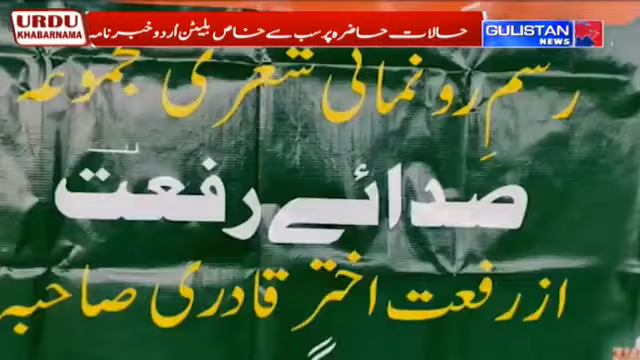 URDU
KHABARNAMA
حالات حاضرہ پر سب سے خاص بلیٹن اُردو خبر نامہ
GULISTAN
NEWS
رسمِ رونمائی شعری مجموعہ
صدائے رفعت
از رفعت اختر قادری صاحبہ